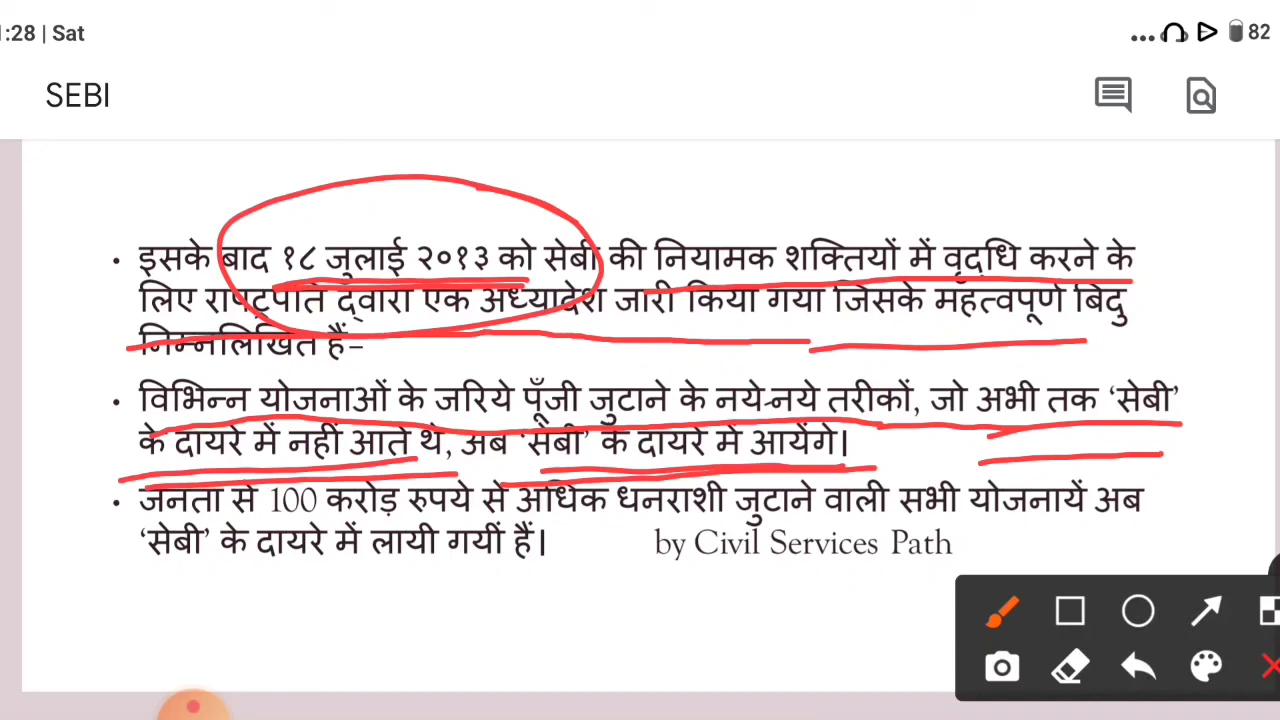 1:28 | Sat
82
SEBI
• इसके बाद १८ जुलाई २०१३ को सेबी की नियामक शक्तियों में वृद्धि करने के
लिए राष्ट्रपति द्वारा एक अध्यादेश जारी किया गया जिसके महत्वपूर्ण बिंदु
निम्नलिखित हैं–
• विभिन्न योजनाओं के जरिये पूँजी जुटाने के नये-नये तरीकों, जो अभी तक ‘सेबी’
के दायरे में नहीं आते थे, अब ‘सेबी’ के दायरे में आयेंगे।
• जनता से 100 करोड़ रुपये से अधिक धनराशी जुटाने वाली सभी योजनायें अब
‘सेबी’ के दायरे में लायी गयीं हैं।
by Civil Services Path